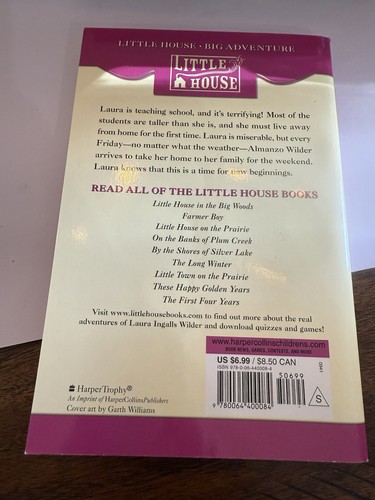 LITTLE HOUSE • BIG ADVENTURE
LITTLE
HOUSE
Laura is teaching school, and it's terrifying! Most of the
students are taller than she is, and she must live away
from home for the first time. Laura is miserable, but every
Friday—no matter what the weather—Almanzo Wilder
arrives to take her home to her family for the weekend.
Laura knows that this is a time for new beginnings.
READ ALL OF THE LITTLE HOUSE BOOKS
Little House in the Big Woods
Farmer Boy
Little House on the Prairie
On the Banks of Plum Creek
By the Shores of Silver Lake
The Long Winter
Little Town on the Prairie
These Happy Golden Years
The First Four Years
Visit www.littlehousebooks.com to find out more about the real
adventures of Laura Ingalls Wilder and download quizzes and games!
www.harpercollinschildrens.com
BOOK NEWS, GAMES, CONTESTS, AND MORE
US $6.99 / $8.50 CAN
ISBN 978-0-06-440008-4
50699
9 780064 400084
S
HarperTrophy®
An Imprint of HarperCollinsPublishers
Cover art by Garth Williams